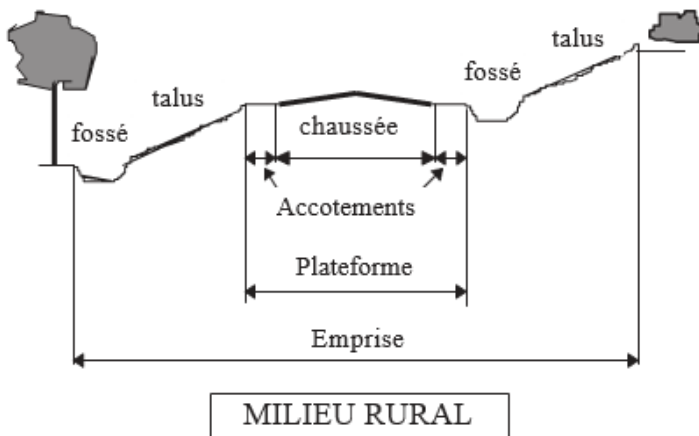 talus
fossé
talus
fossé
chaussée
Accotements
Plateforme
Emprise
MILIEU RURAL